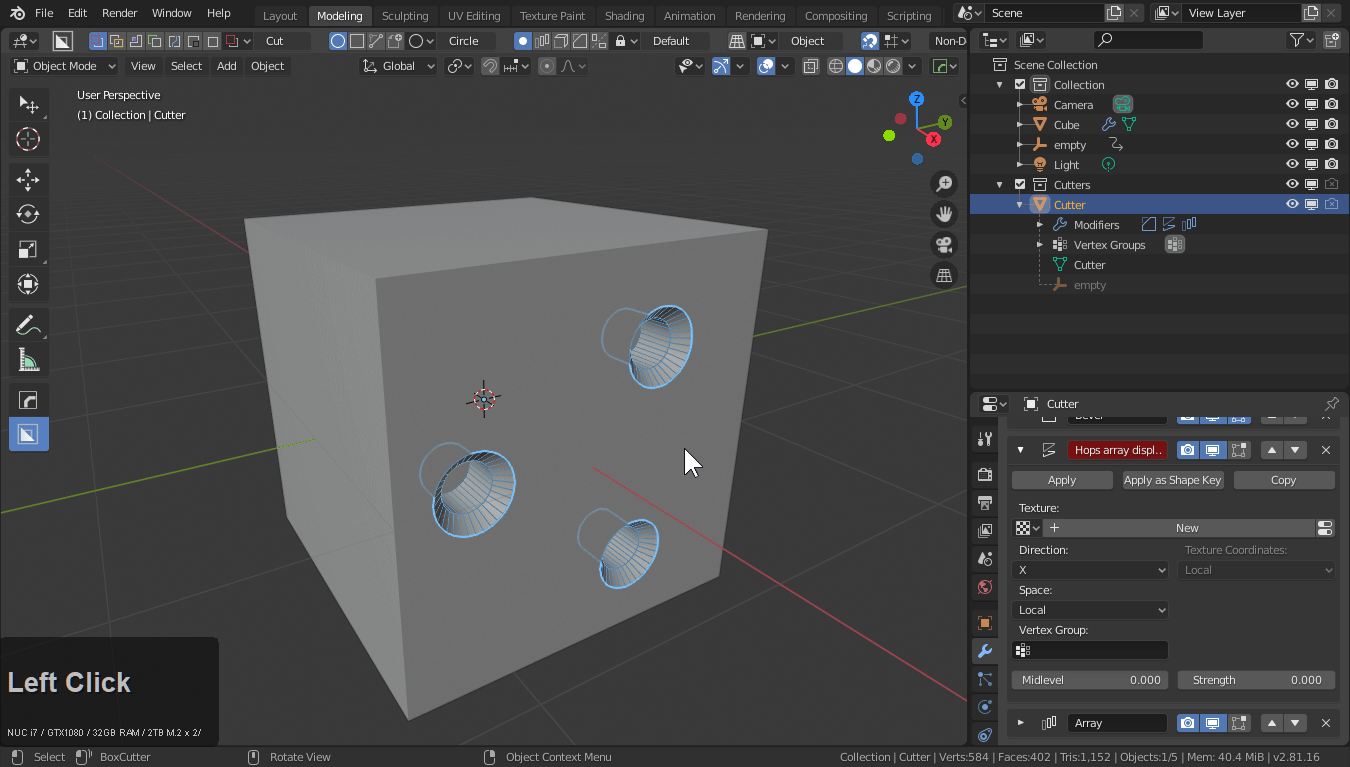 File Edit Render Window Help
Layout Modeling Sculpting UV Editing Texture Paint Shading Animation Rendering Compositing Scripting
Scene
View Layer
Cut
Circle
Default
Object
Non-D
Object Mode View Select Add Object
Global
User Perspective
(1) Collection | Cutter
Z
Y
X
Scene Collection
Collection
Camera
Cube
empty
Light
Cutters
Cutter
Modifiers
Vertex Groups
Cutter
empty
Cutter
Bevel
Hops array displ..
Apply Apply as Shape Key Copy
Texture:
New
Direction: Texture Coordinates:
X Local
Space:
Local
Vertex Group:
Midlevel 0.000 Strength 0.000
Array
Left Click
NUC i7 / GTX1080 / 32GB RAM / 2TB M.2 x 2/
Select BoxCutter Rotate View Object Context Menu
Collection | Cutter | Verts:584 | Faces:402 | Tris:1,152 | Objects:1/5 | Mem: 40.4 MiB | v2.81.16